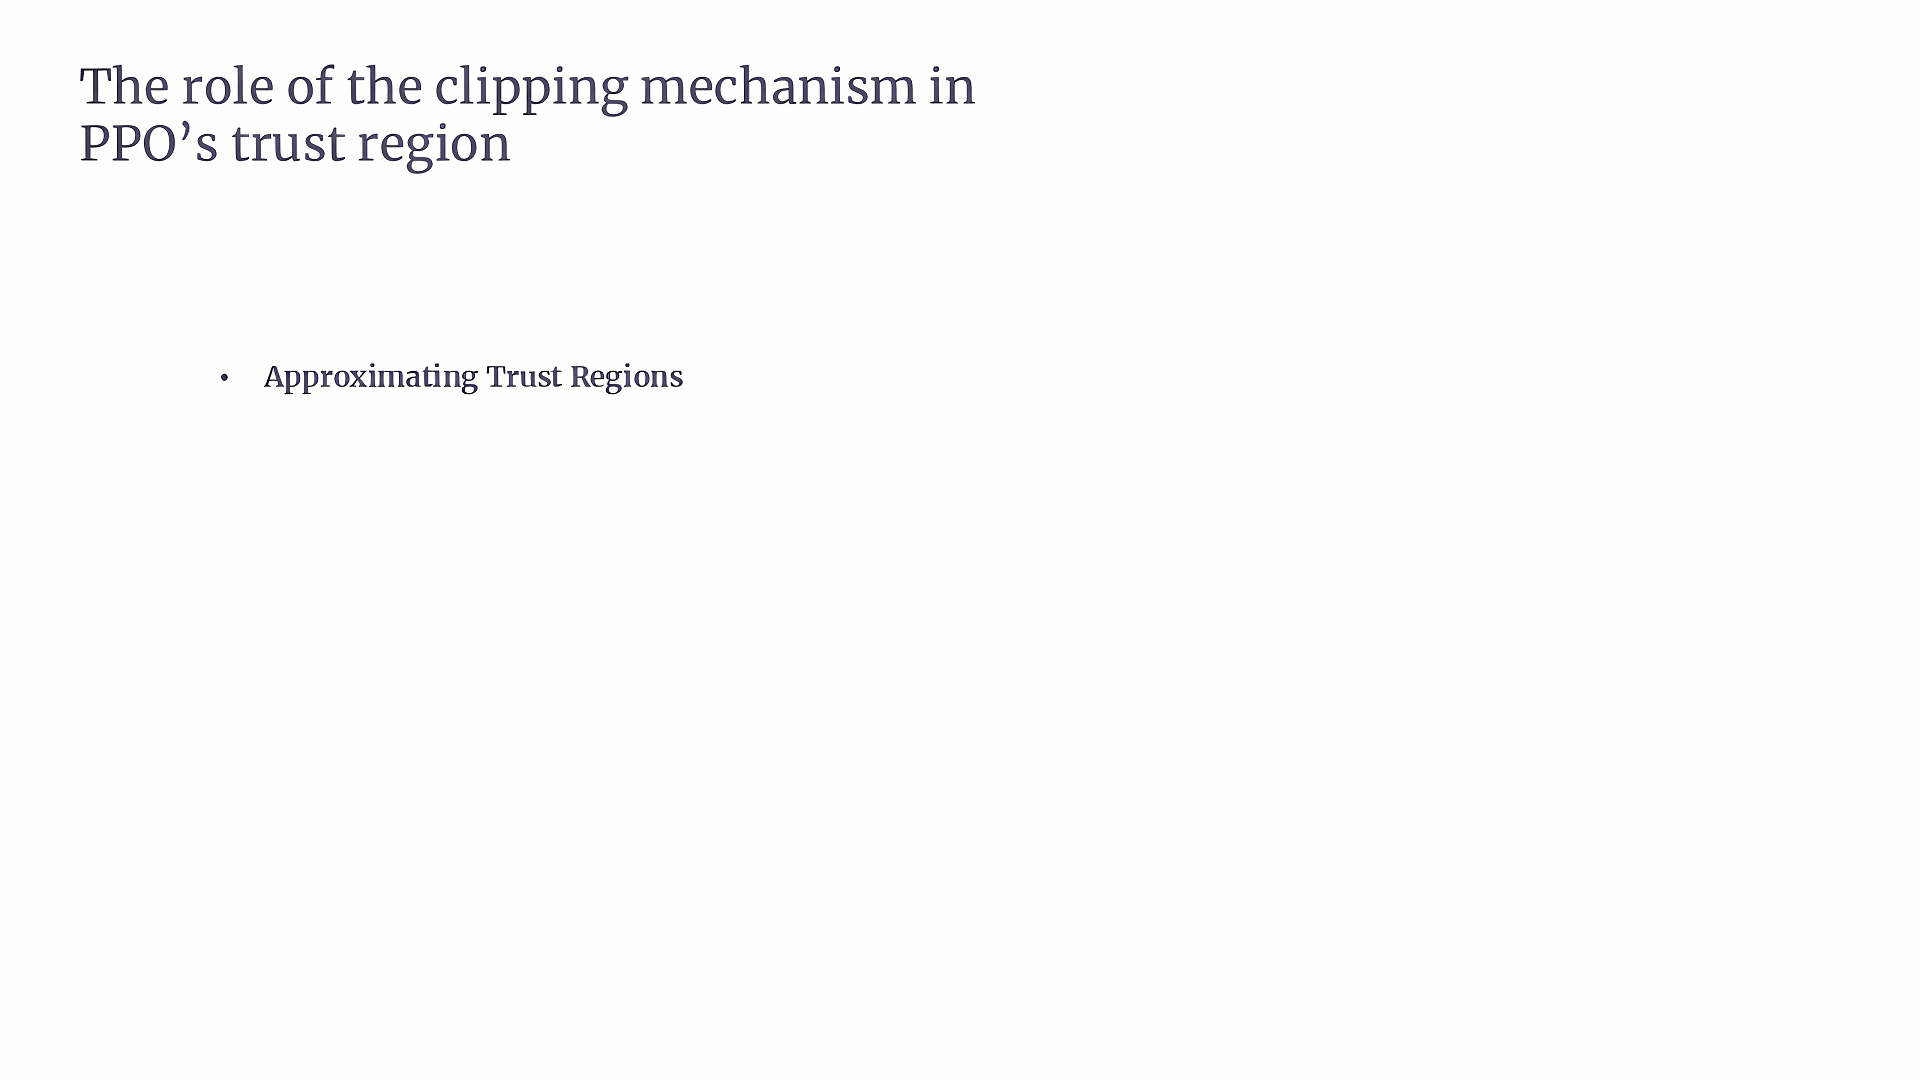 The role of the clipping mechanism in
PPO’s trust region
• Approximating Trust Regions